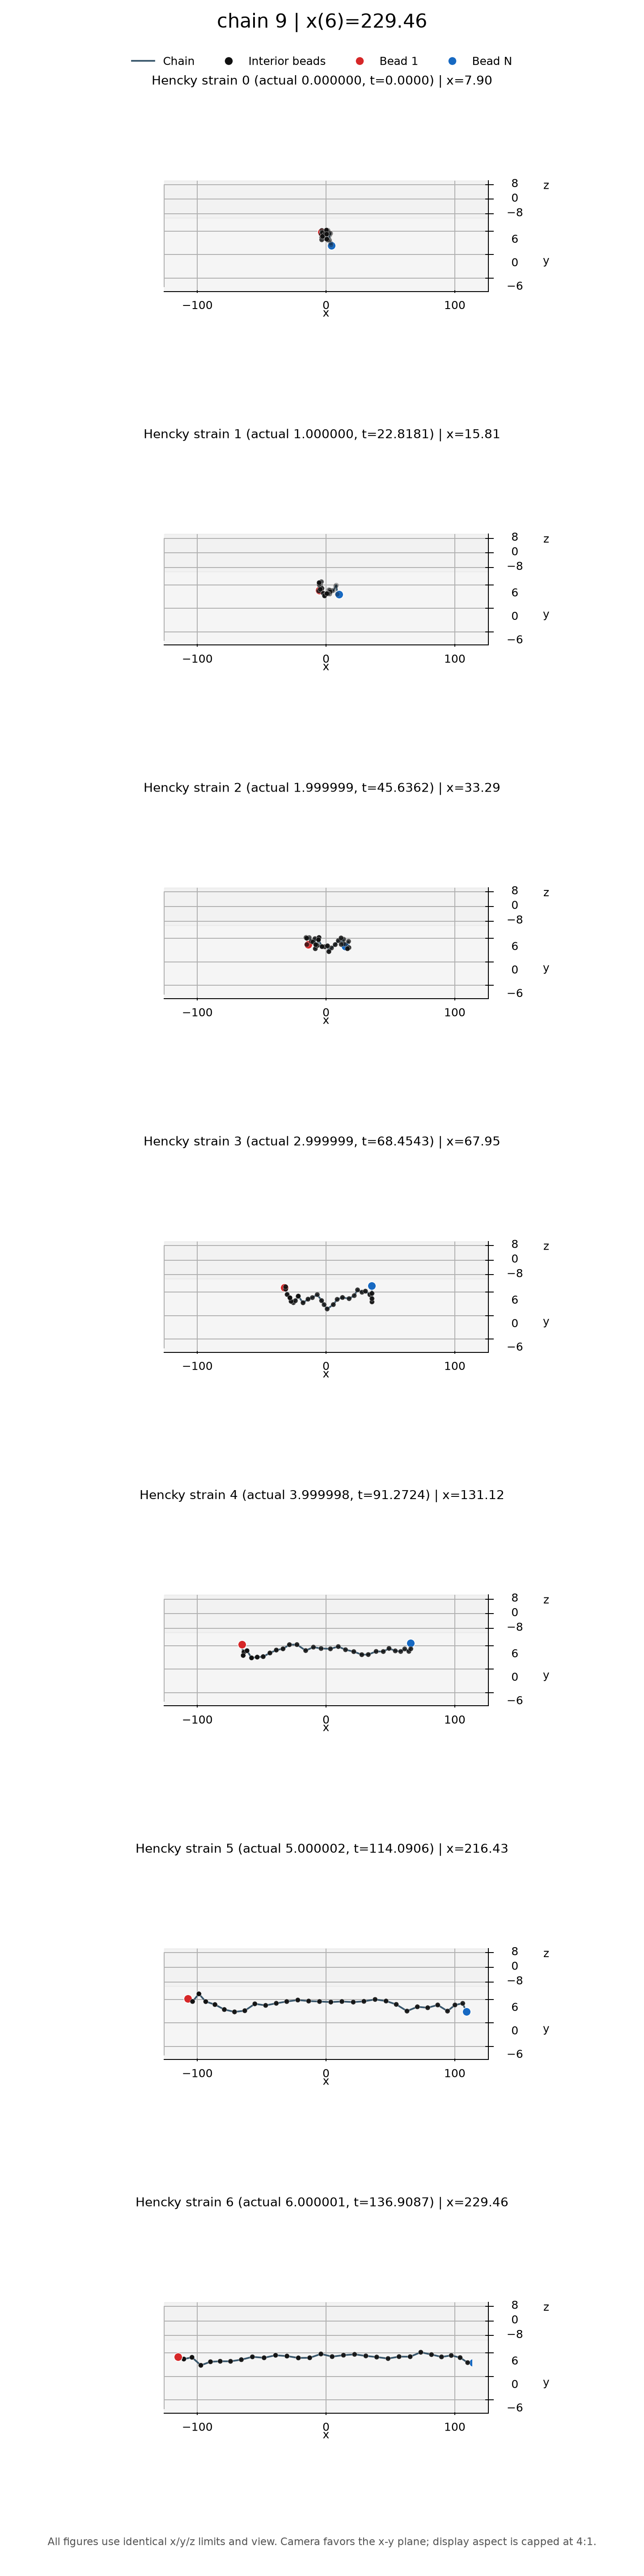 chain 9 | x(6)=229.46
Chain Interior beads Bead 1 Bead N
Hencky strain 0 (actual 0.000000, t=0.0000) | x=7.90
8 z
0
−8
6
0 y
−6
−100 0 100
x
Hencky strain 1 (actual 1.000000, t=22.8181) | x=15.81
8 z
0
−8
6
0 y
−6
−100 0 100
x
Hencky strain 2 (actual 1.999999, t=45.6362) | x=33.29
8 z
0
−8
6
0 y
−6
−100 0 100
x
Hencky strain 3 (actual 2.999999, t=68.4543) | x=67.95
8 z
0
−8
6
0 y
−6
−100 0 100
x
Hencky strain 4 (actual 3.999998, t=91.2724) | x=131.12
8 z
0
−8
6
0 y
−6
−100 0 100
x
Hencky strain 5 (actual 5.000002, t=114.0906) | x=216.43
8 z
0
−8
6
0 y
−6
−100 0 100
x
Hencky strain 6 (actual 6.000001, t=136.9087) | x=229.46
8 z
0
−8
6
0 y
−6
−100 0 100
x
All figures use identical x/y/z limits and view. Camera favors the x-y plane; display aspect is capped at 4:1.